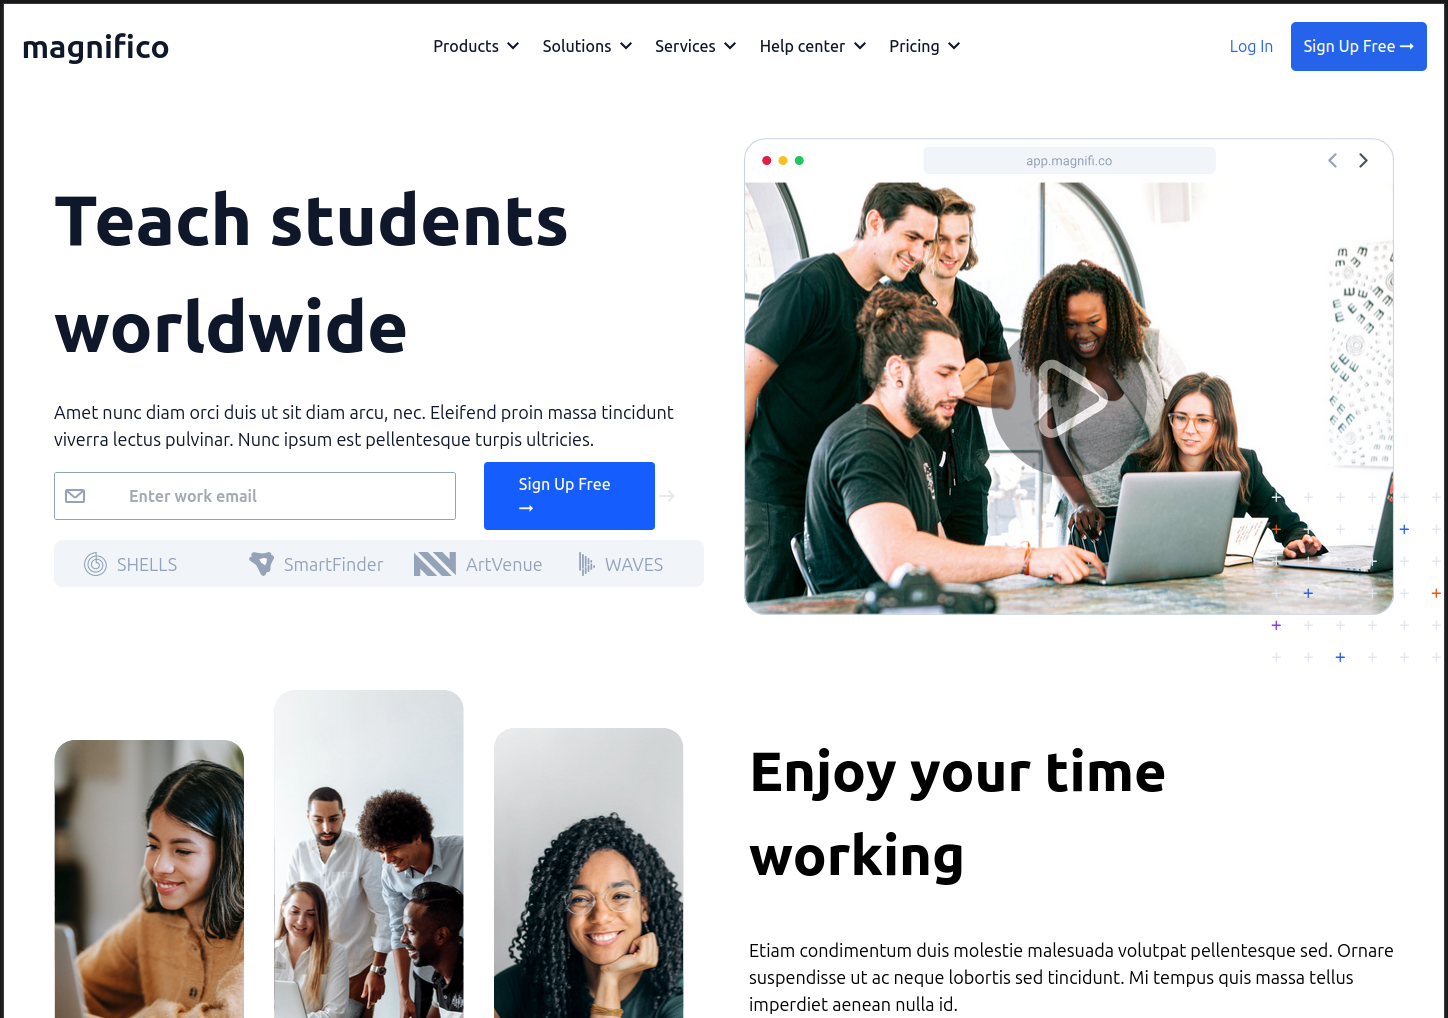 magnifico
Products Solutions Services Help center Pricing
Log In
Sign Up Free →
app.magnifi.co
Teach students
worldwide
Amet nunc diam orci duis ut sit diam arcu, nec. Eleifend proin massa tincidunt
viverra lectus pulvinar. Nunc ipsum est pellentesque turpis ultricies.
Enter work email
Sign Up Free
→
SHELLS SmartFinder ArtVenue WAVES
Enjoy your time
working
Etiam condimentum duis molestie malesuada volutpat pellentesque sed. Ornare
suspendisse ut ac neque lobortis sed tincidunt. Mi tempus quis massa tellus
imperdiet aenean nulla id.